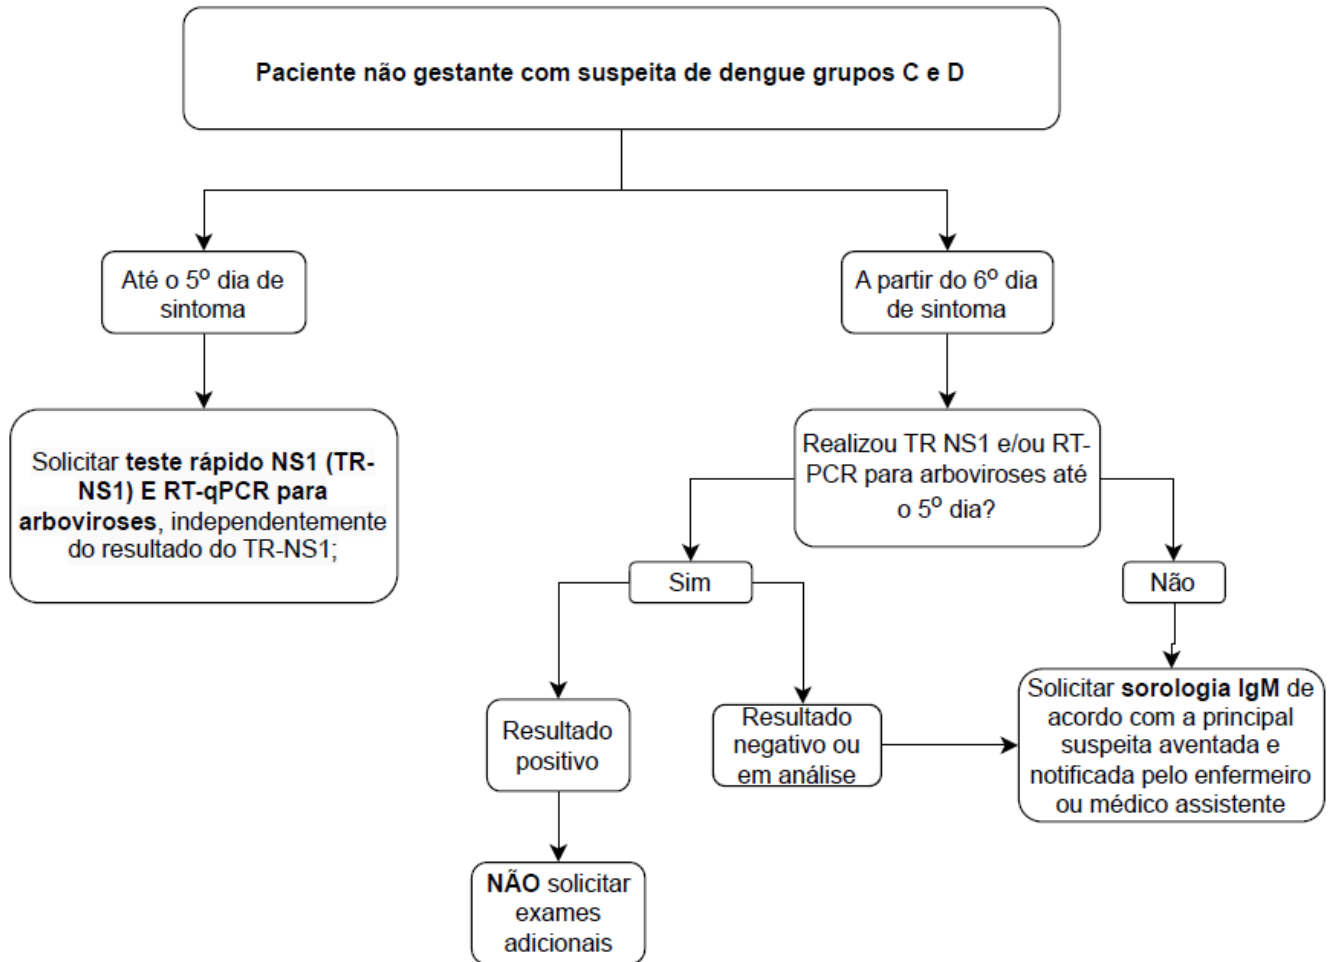 Paciente não gestante com suspeita de dengue grupos C e D
Até o 5º dia de
sintoma
A partir do 6º dia
de sintoma
Solicitar teste rápido NS1 (TR-
NS1) E RT-qPCR para
arboviroses, independentemente
do resultado do TR-NS1;
Realizou TR NS1 e/ou RT-
PCR para arboviroses até
o 5º dia?
Sim
Não
Resultado
positivo
Resultado
negativo ou
em análise
Solicitar sorologia IgM de
acordo com a principal
suspeita aventada e
notificada pelo enfermeiro
ou médico assistente
NÃO solicitar
exames
adicionais